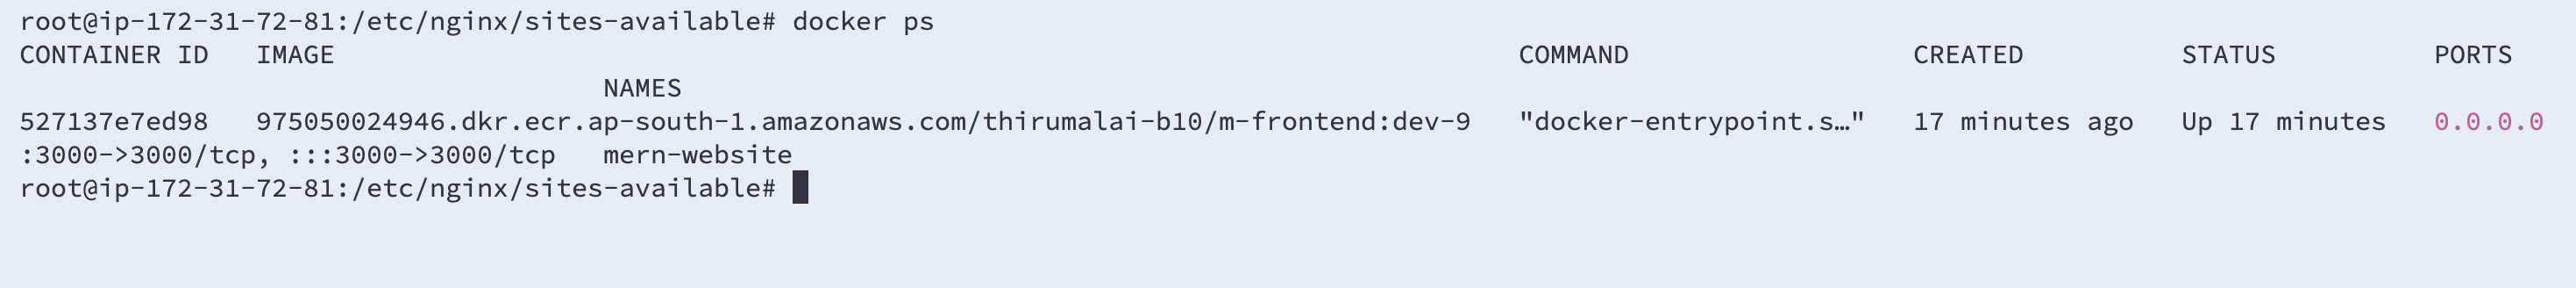 root@ip-172-31-72-81:/etc/nginx/sites-available# docker ps
CONTAINER ID   IMAGE                                                                           COMMAND                  CREATED          STATUS          PORTS
                                     NAMES
527137e7ed98   975050024946.dkr.ecr.ap-south-1.amazonaws.com/thirumalai-b10/m-frontend:dev-9   "docker-entrypoint.s…"   17 minutes ago   Up 17 minutes   0.0.0.0
:3000->3000/tcp, :::3000->3000/tcp   mern-website
root@ip-172-31-72-81:/etc/nginx/sites-available#